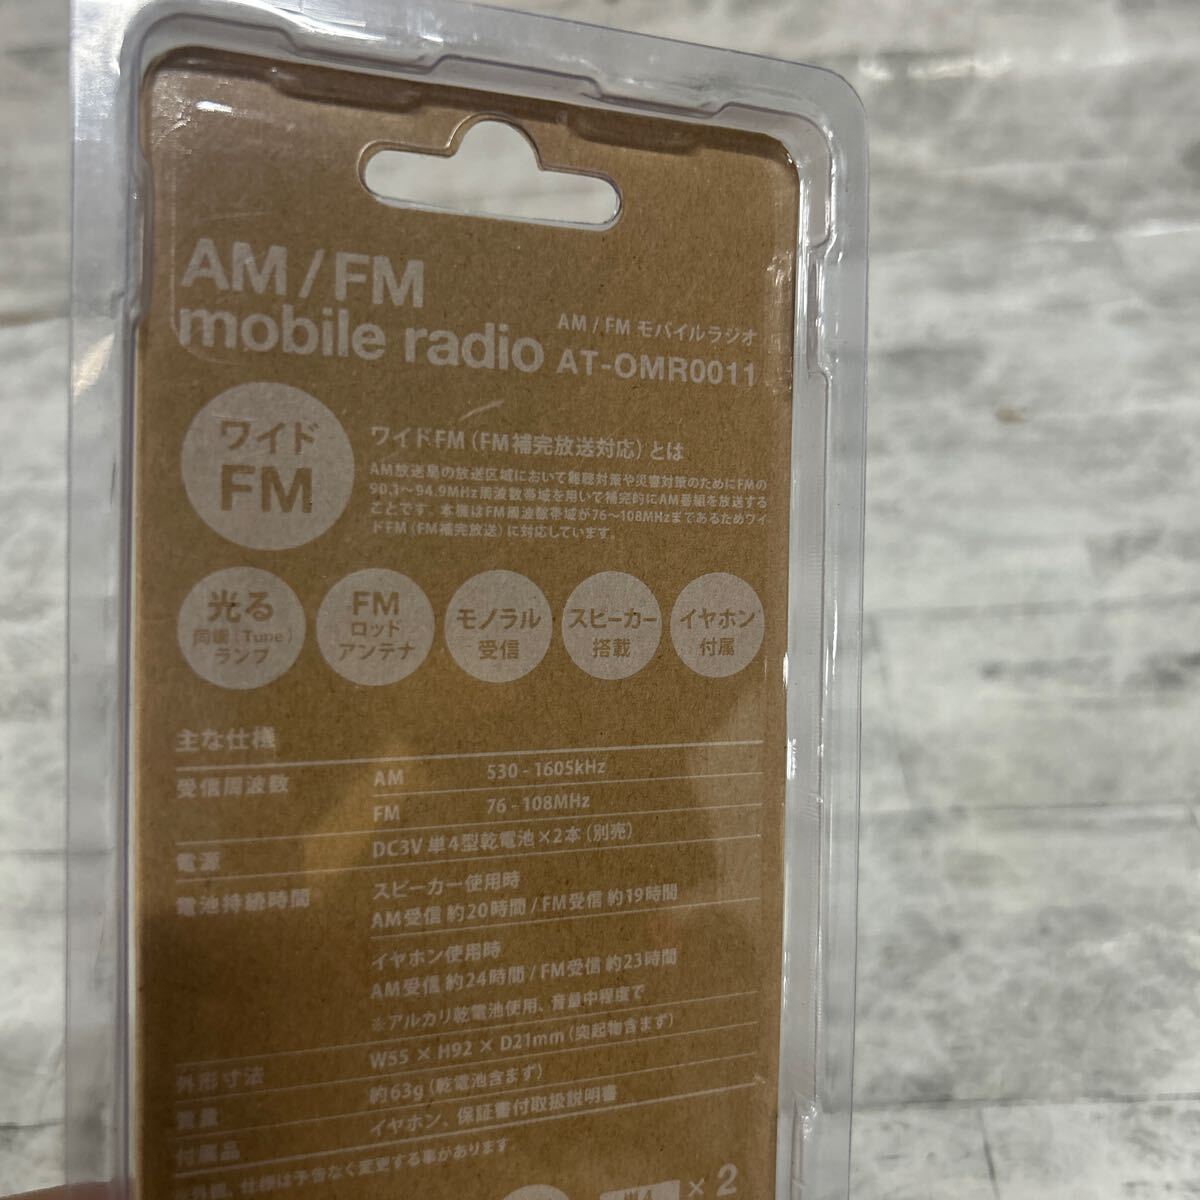 AM / FM
mobile radio
AM / FM モバイルラジオ
AT-OMR0011
ワイド
FM
ワイドFM（FM補完放送対応）とは
AM放送局の放送区域において難聴対策や災害対策のためにFMの
90.1〜94.9MHz周波数帯域を用いて補完的にAM番組を放送する
ことです。本機はFM周波数帯域が76〜108MHzまであるためワイ
ドFM（FM補完放送）に対応しています。
光る
同調（Tune）
ランプ
FM
ロッド
アンテナ
モノラル
受信
スピーカー
搭載
イヤホン
付属
主な仕様
受信周波数
AM 530 - 1605kHz
FM 76 - 108MHz
電源 DC3V 単4型乾電池×2本（別売）
電池持続時間 スピーカー使用時
AM受信 約20時間 / FM受信 約19時間
イヤホン使用時
AM受信 約24時間 / FM受信 約23時間
※アルカリ乾電池使用、音量中程度で
外形寸法 W55 × H92 × D21mm（突起物含まず）
質量 約63g（乾電池含まず）
付属品 イヤホン、保証書付取扱説明書
※外観、仕様は予告なく変更する事があります。
単4 × 2